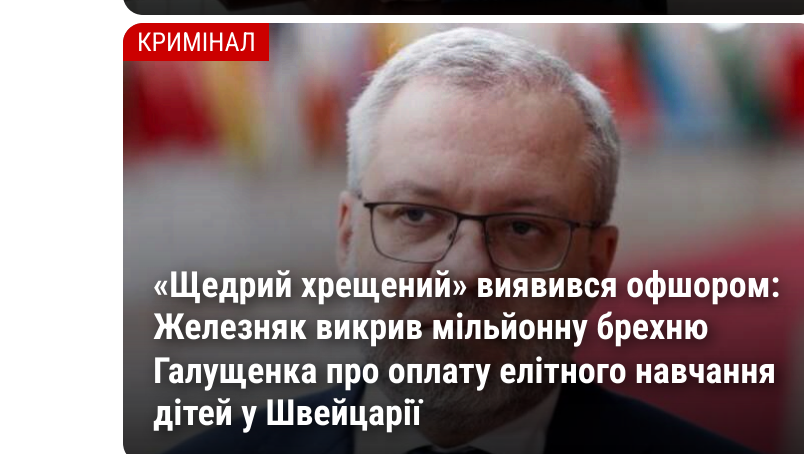 КРИМІНАЛ
«Щедрий хрещений» виявився офшором:
Железняк викрив мільйонну брехню
Галущенка про оплату елітного навчання
дітей у Швейцарії